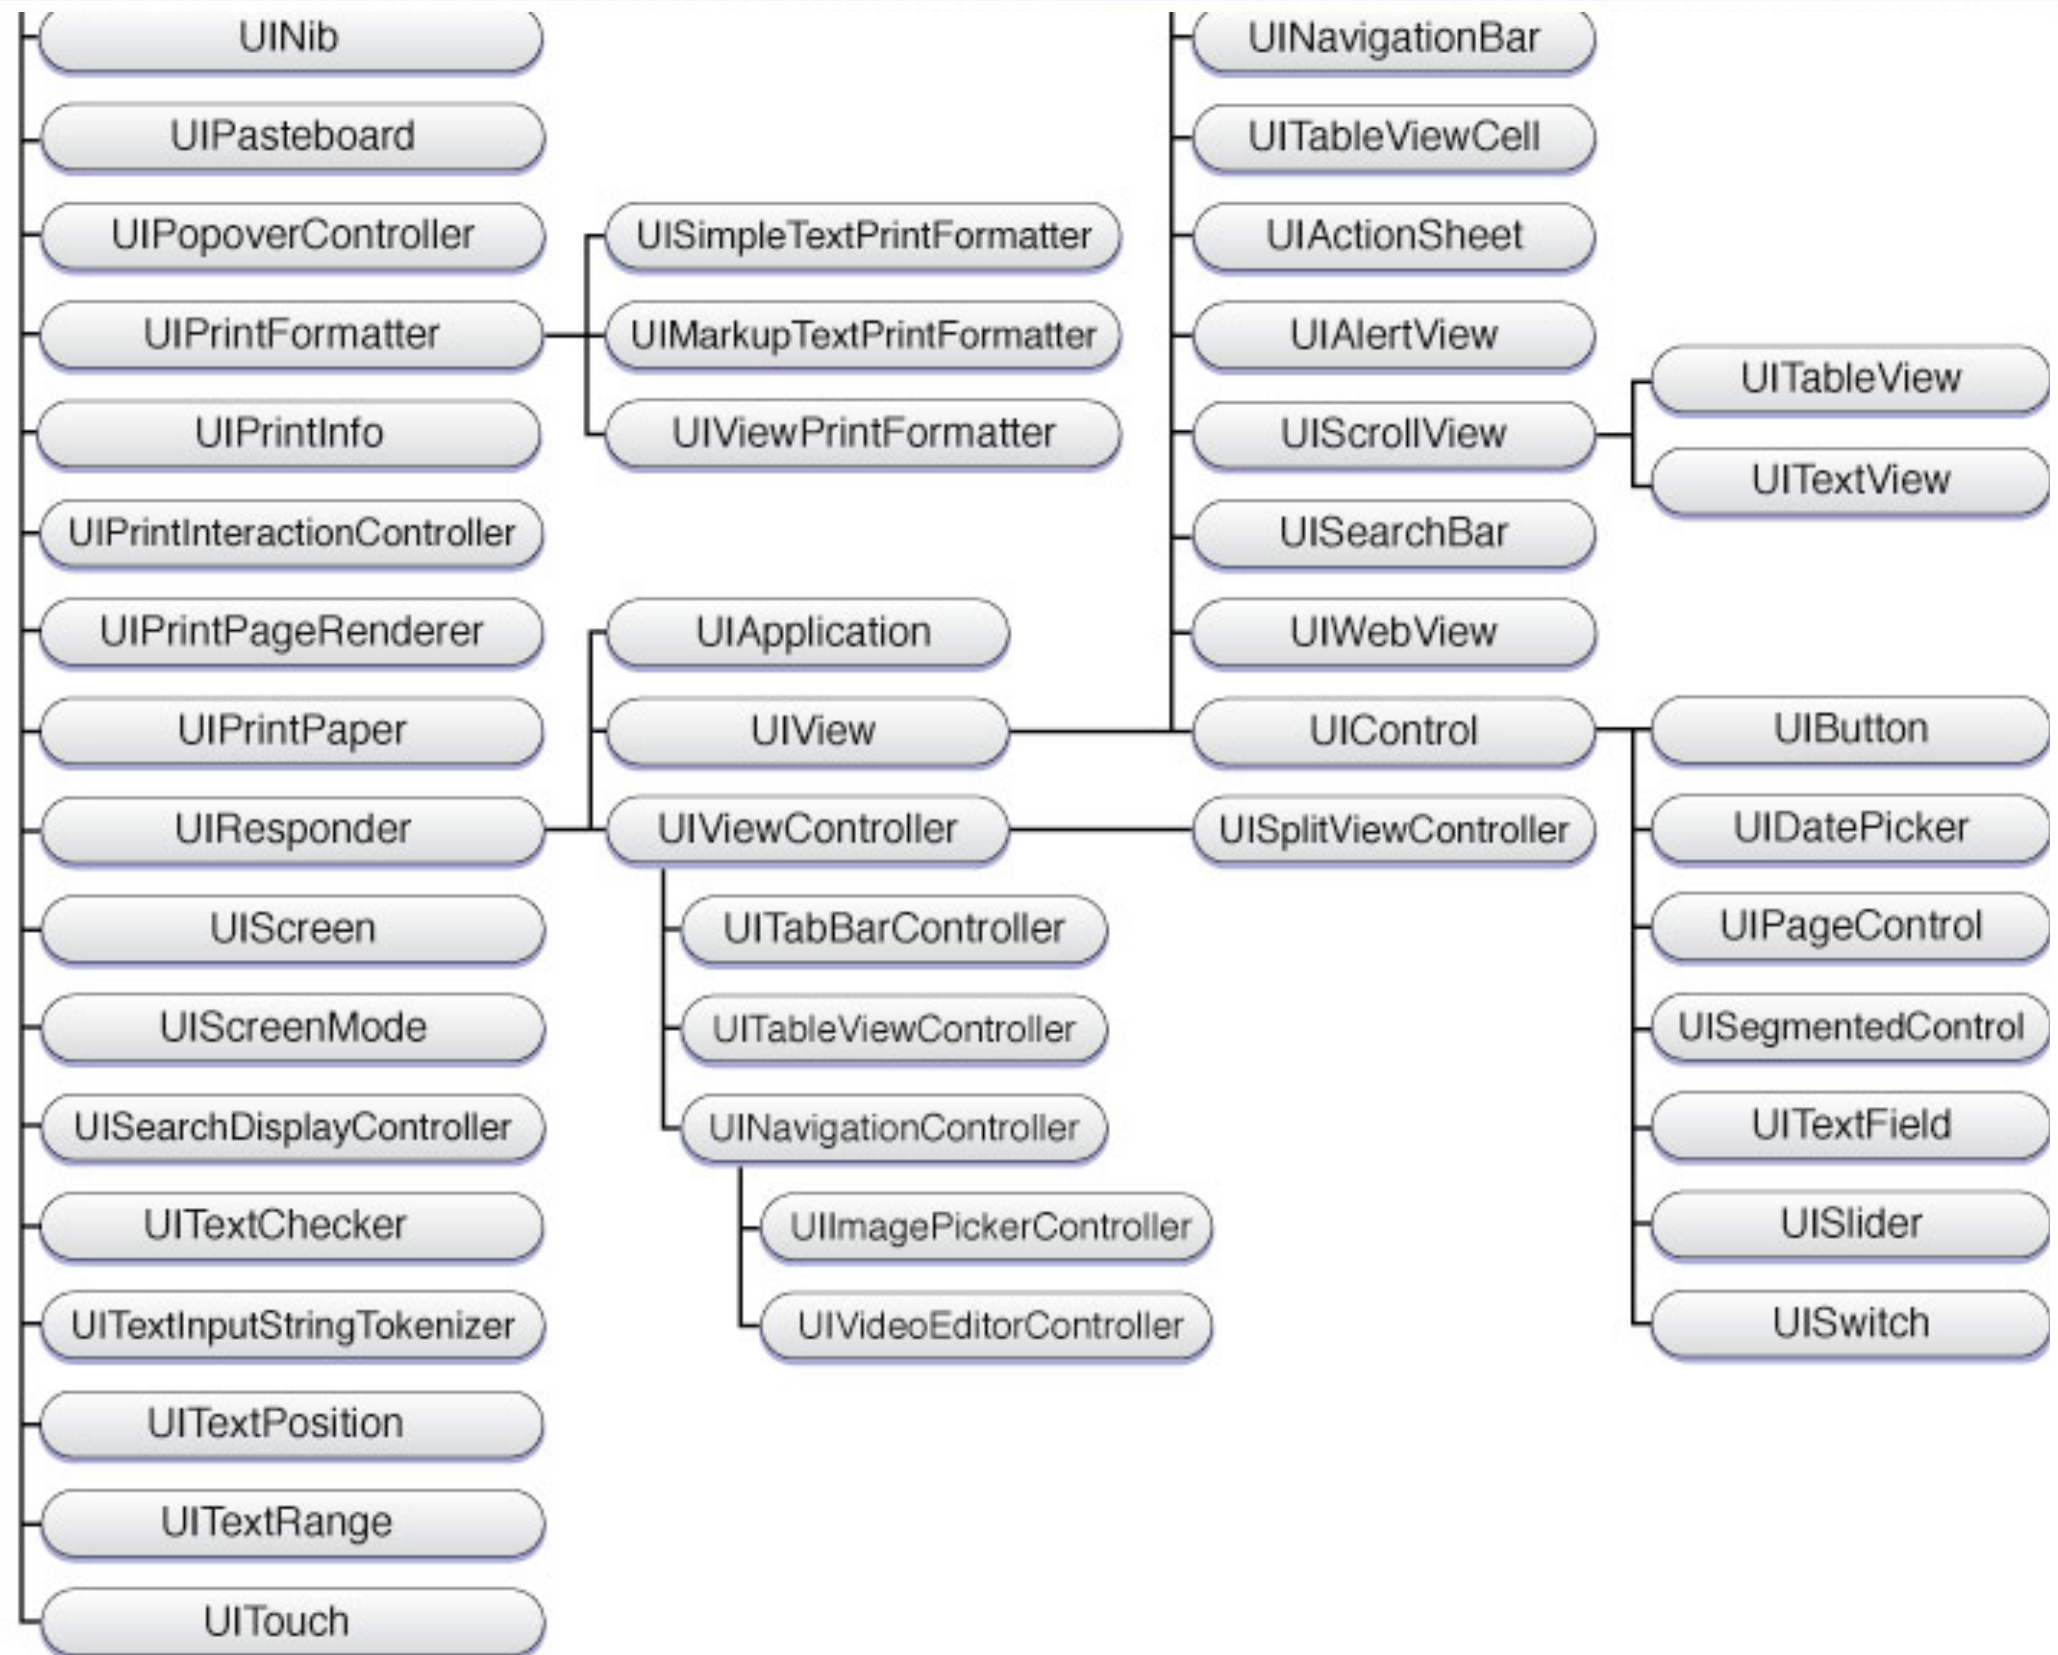 UINib
UIPasteboard
UIPopoverController
UIPrintFormatter
UIPrintInfo
UIPrintInteractionController
UIPrintPageRenderer
UIPrintPaper
UIResponder
UIScreen
UIScreenMode
UISearchDisplayController
UITextChecker
UITextInputStringTokenizer
UITextPosition
UITextRange
UITouch
UISimpleTextPrintFormatter
UIMarkupTextPrintFormatter
UIViewPrintFormatter
UIApplication
UIView
UIViewController
UITabBarController
UITableViewController
UINavigationController
UIImagePickerController
UIVideoEditorController
UINavigationBar
UITableViewCell
UIActionSheet
UIAlertView
UIScrollView
UISearchBar
UIWebView
UIControl
UISplitViewController
UITableView
UITextView
UIButton
UIDatePicker
UIPageControl
UISegmentedControl
UITextField
UISlider
UISwitch